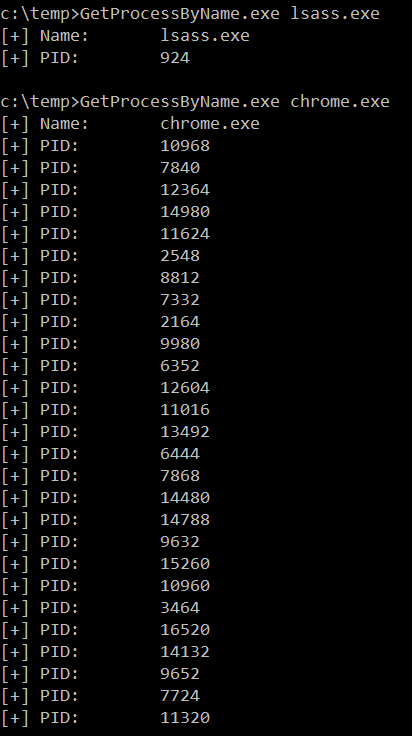 c:\temp>GetProcessByName.exe lsass.exe
[+] Name: lsass.exe
[+] PID: 924
c:\temp>GetProcessByName.exe chrome.exe
[+] Name: chrome.exe
[+] PID: 10968
[+] PID: 7840
[+] PID: 12364
[+] PID: 14980
[+] PID: 11624
[+] PID: 2548
[+] PID: 8812
[+] PID: 7332
[+] PID: 2164
[+] PID: 9980
[+] PID: 6352
[+] PID: 12604
[+] PID: 11016
[+] PID: 13492
[+] PID: 6444
[+] PID: 7868
[+] PID: 14480
[+] PID: 14788
[+] PID: 9632
[+] PID: 15260
[+] PID: 10960
[+] PID: 3464
[+] PID: 16520
[+] PID: 14132
[+] PID: 9652
[+] PID: 7724
[+] PID: 11320